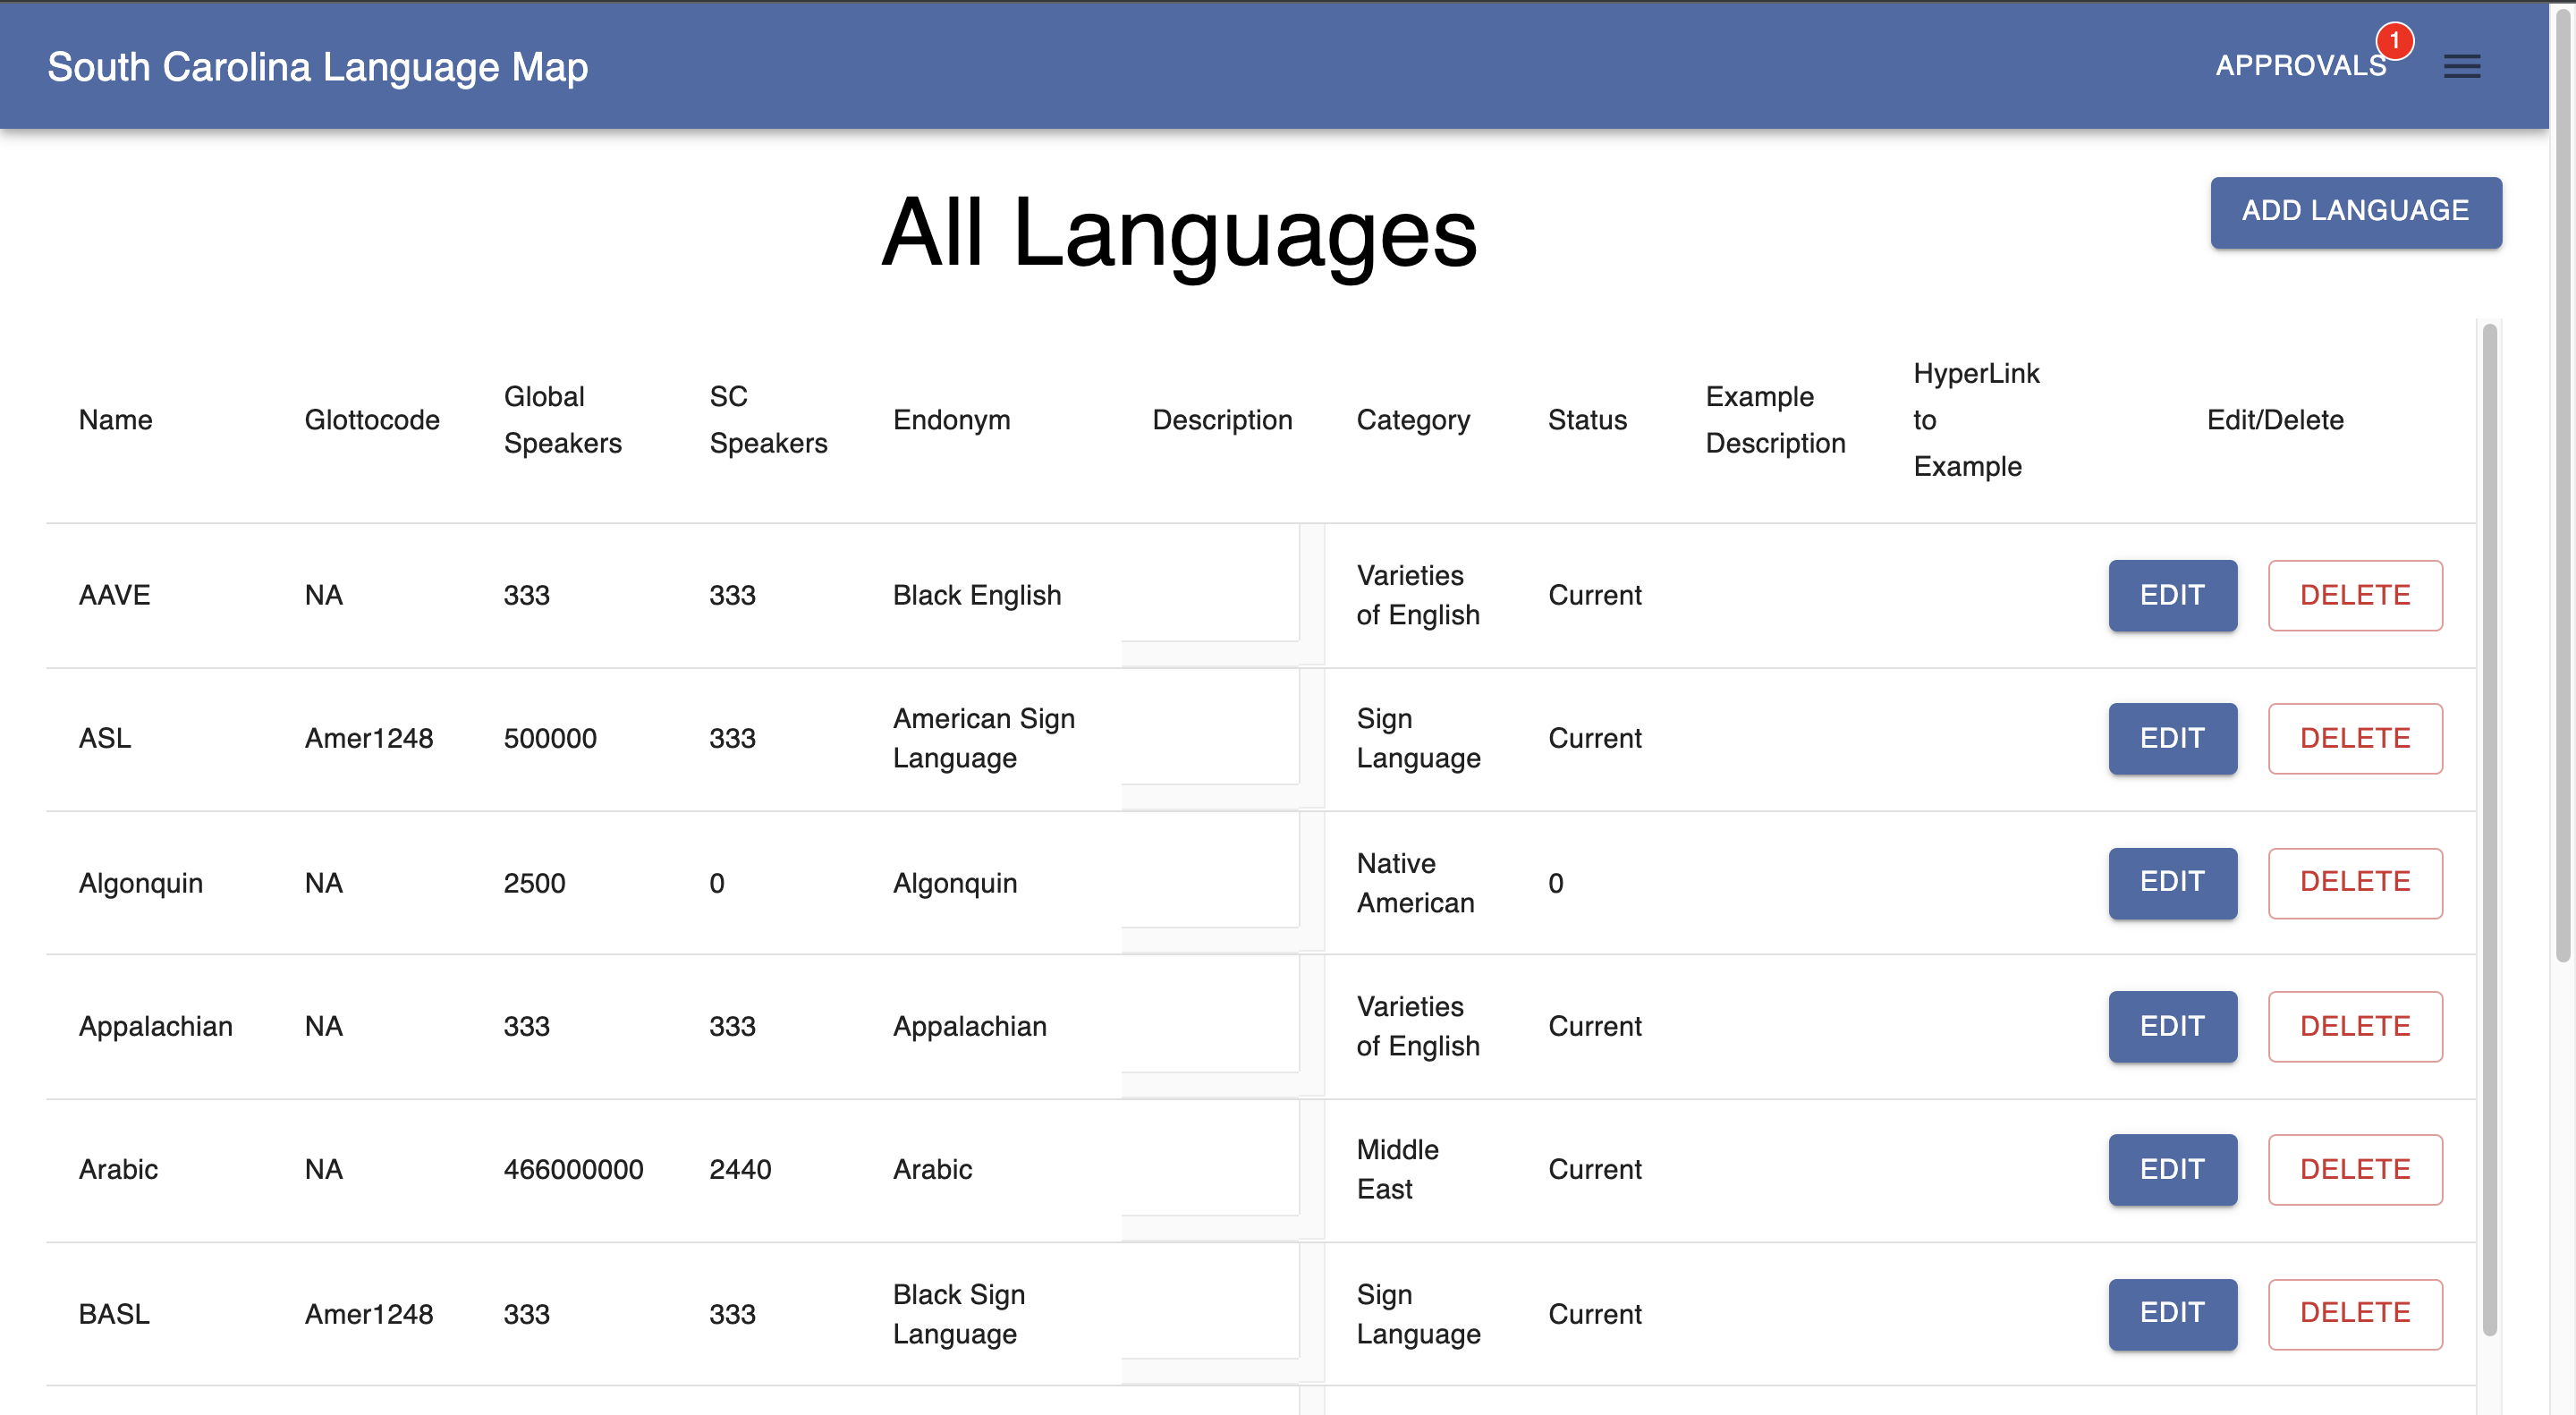 South Carolina Language Map
APPROVALS
1
All Languages
ADD LANGUAGE
Name
Glottocode
Global
Speakers
SC
Speakers
Endonym
Description
Category
Status
Example
Description
HyperLink
to
Example
Edit/Delete
AAVE
NA
333
333
Black English
Varieties
of English
Current
EDIT
DELETE
ASL
Amer1248
500000
333
American Sign
Language
Sign
Language
Current
EDIT
DELETE
Algonquin
NA
2500
0
Algonquin
Native
American
0
EDIT
DELETE
Appalachian
NA
333
333
Appalachian
Varieties
of English
Current
EDIT
DELETE
Arabic
NA
466000000
2440
Arabic
Middle
East
Current
EDIT
DELETE
BASL
Amer1248
333
333
Black Sign
Language
Sign
Language
Current
EDIT
DELETE